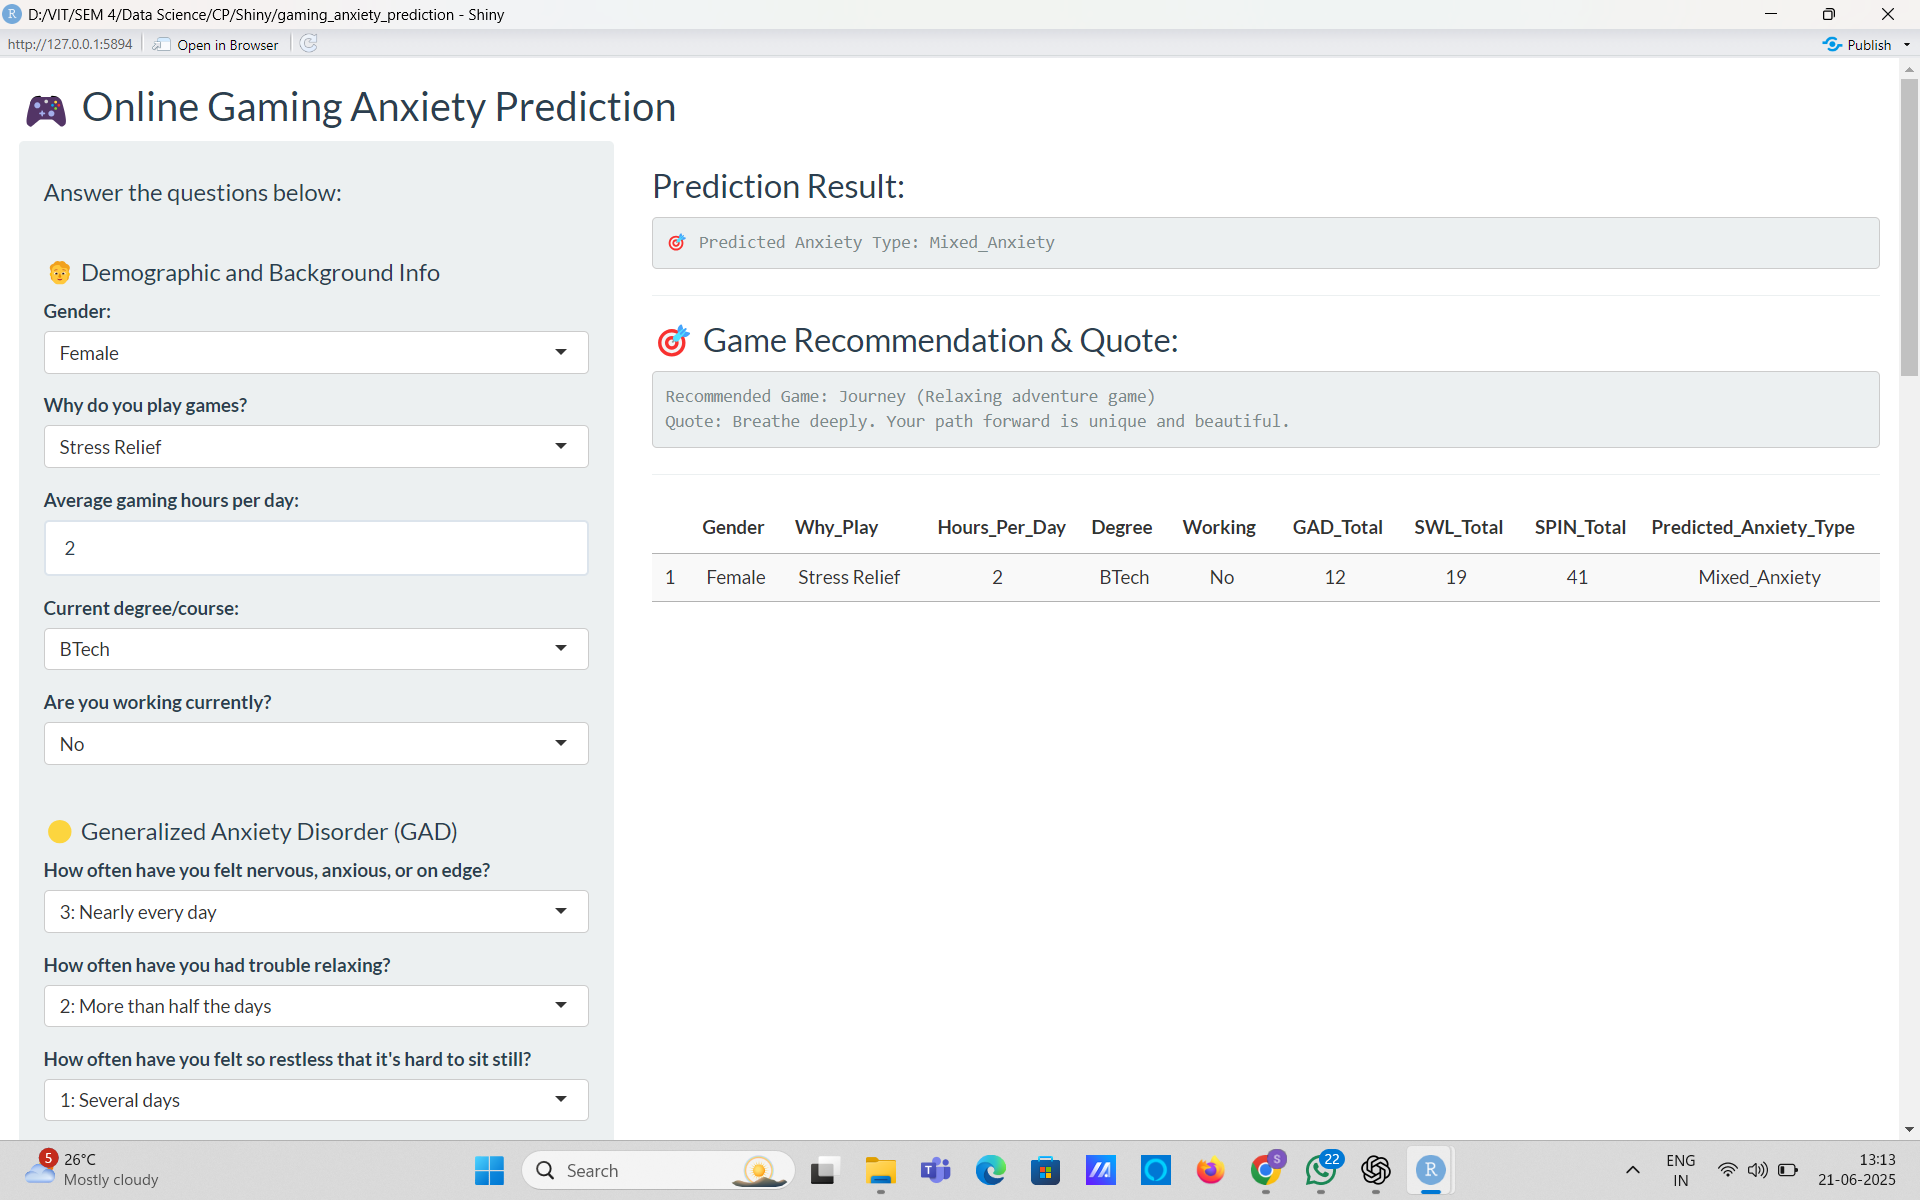 D:/VIT/SEM 4/Data Science/CP/Shiny/gaming_anxiety_prediction - Shiny
http://127.0.0.1:5894
Open in Browser
Publish
Online Gaming Anxiety Prediction
Answer the questions below:
Demographic and Background Info
Gender:
Female
Why do you play games?
Stress Relief
Average gaming hours per day:
2
Current degree/course:
BTech
Are you working currently?
No
Generalized Anxiety Disorder (GAD)
How often have you felt nervous, anxious, or on edge?
3: Nearly every day
How often have you had trouble relaxing?
2: More than half the days
How often have you felt so restless that it's hard to sit still?
1: Several days
Prediction Result:
Predicted Anxiety Type: Mixed_Anxiety
Game Recommendation & Quote:
Recommended Game: Journey (Relaxing adventure game)
Quote: Breathe deeply. Your path forward is unique and beautiful.
Gender Why_Play Hours_Per_Day Degree Working GAD_Total SWL_Total SPIN_Total Predicted_Anxiety_Type
1 Female Stress Relief 2 BTech No 12 19 41 Mixed_Anxiety
5
26°C
Mostly cloudy
Search
S
22
R
ENG
IN
13:13
21-06-2025